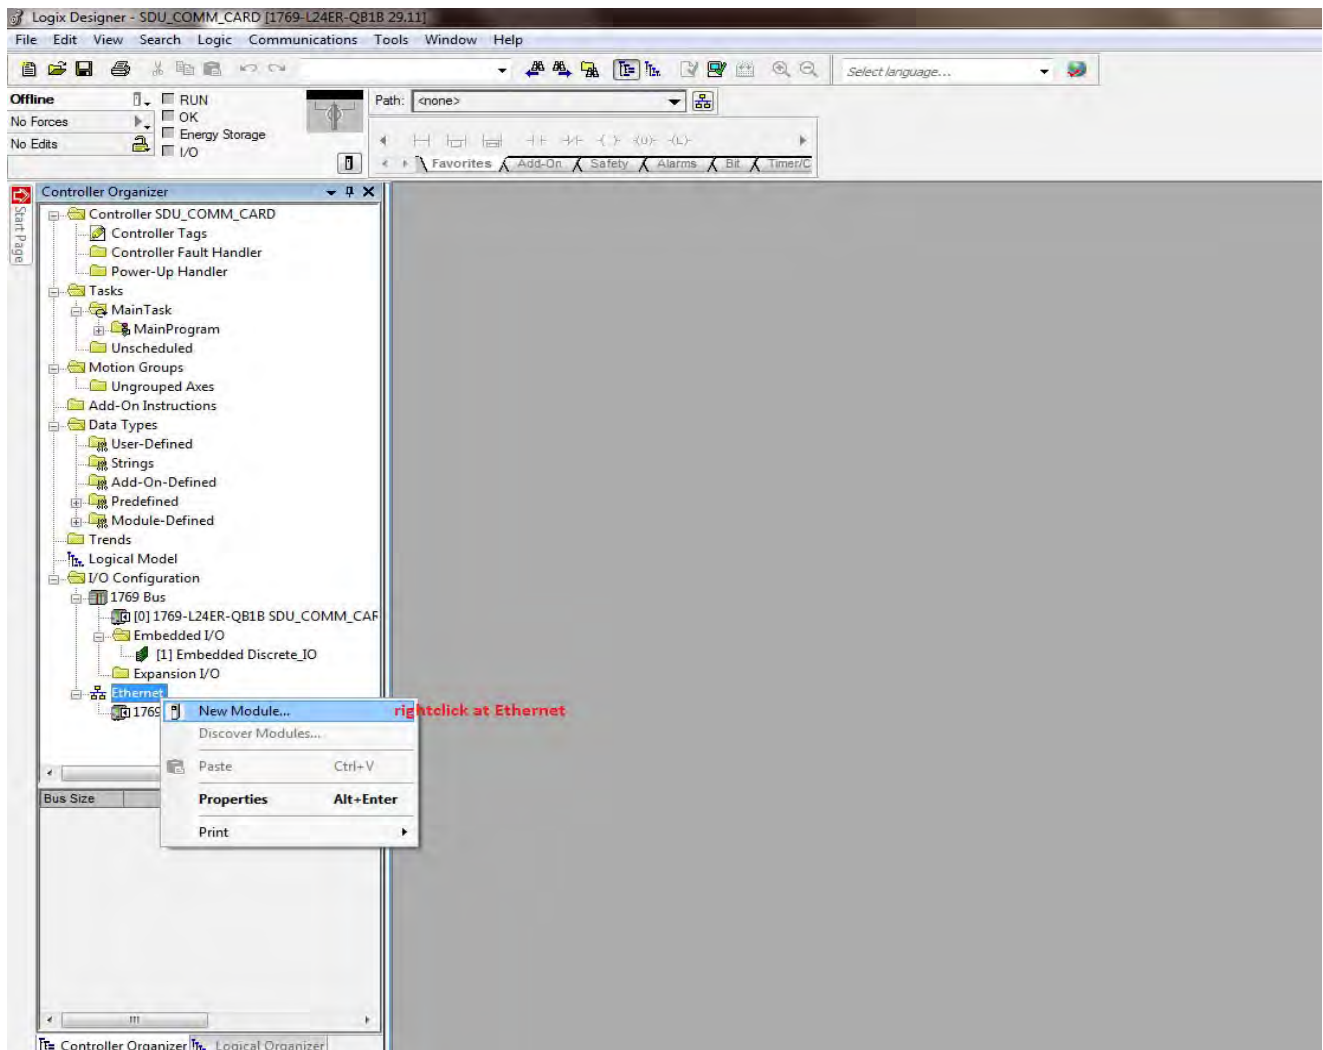 Logix Designer - SDU_COMM_CARD [1769-L24ER-QB1B 29.11]
File Edit View Search Logic Communications Tools Window Help
Select language...
Offline
RUN
Path: <none>
No Forces
OK
Energy Storage
No Edits
I/O
Favorites Add-On Safety Alarms Bit Timer/C
Start Page
Controller Organizer
Controller SDU_COMM_CARD
Controller Tags
Controller Fault Handler
Power-Up Handler
Tasks
MainTask
MainProgram
Unscheduled
Motion Groups
Ungrouped Axes
Add-On Instructions
Data Types
User-Defined
Strings
Add-On-Defined
Predefined
Module-Defined
Trends
Logical Model
I/O Configuration
1769 Bus
[0] 1769-L24ER-QB1B SDU_COMM_CAR
Embedded I/O
[1] Embedded Discrete_IO
Expansion I/O
Ethernet
1769
New Module...
rightclick at Ethernet
Discover Modules...
Paste Ctrl+V
Properties Alt+Enter
Print
Bus Size
Controller Organizer Logical Organizer